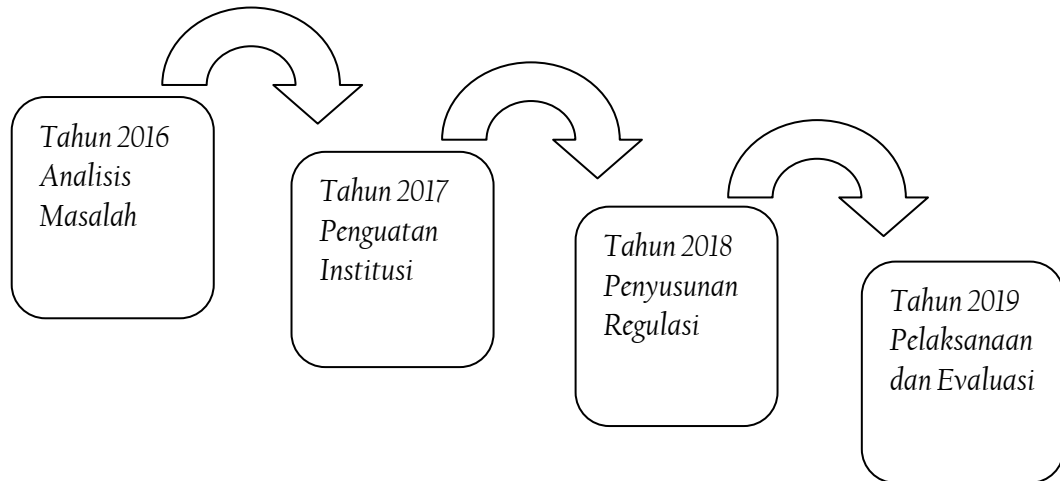 Tahun 2016
Analisis
Masalah
Tahun 2017
Penguatan
Institusi
Tahun 2018
Penyusunan
Regulasi
Tahun 2019
Pelaksanaan
dan Evaluasi